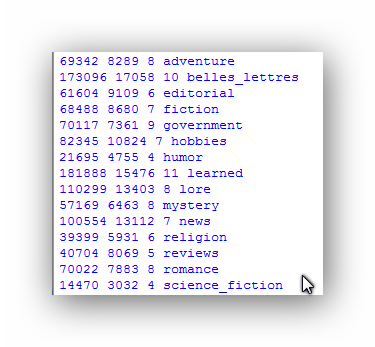 69342 8289 8 adventure
173096 17058 10 belles_lettres
61604 9109 6 editorial
68488 8680 7 fiction
70117 7361 9 government
82345 10824 7 hobbies
21695 4755 4 humor
181888 15476 11 learned
110299 13403 8 lore
57169 6463 8 mystery
100554 13112 7 news
39399 5931 6 religion
40704 8069 5 reviews
70022 7883 8 romance
14470 3032 4 science_fiction